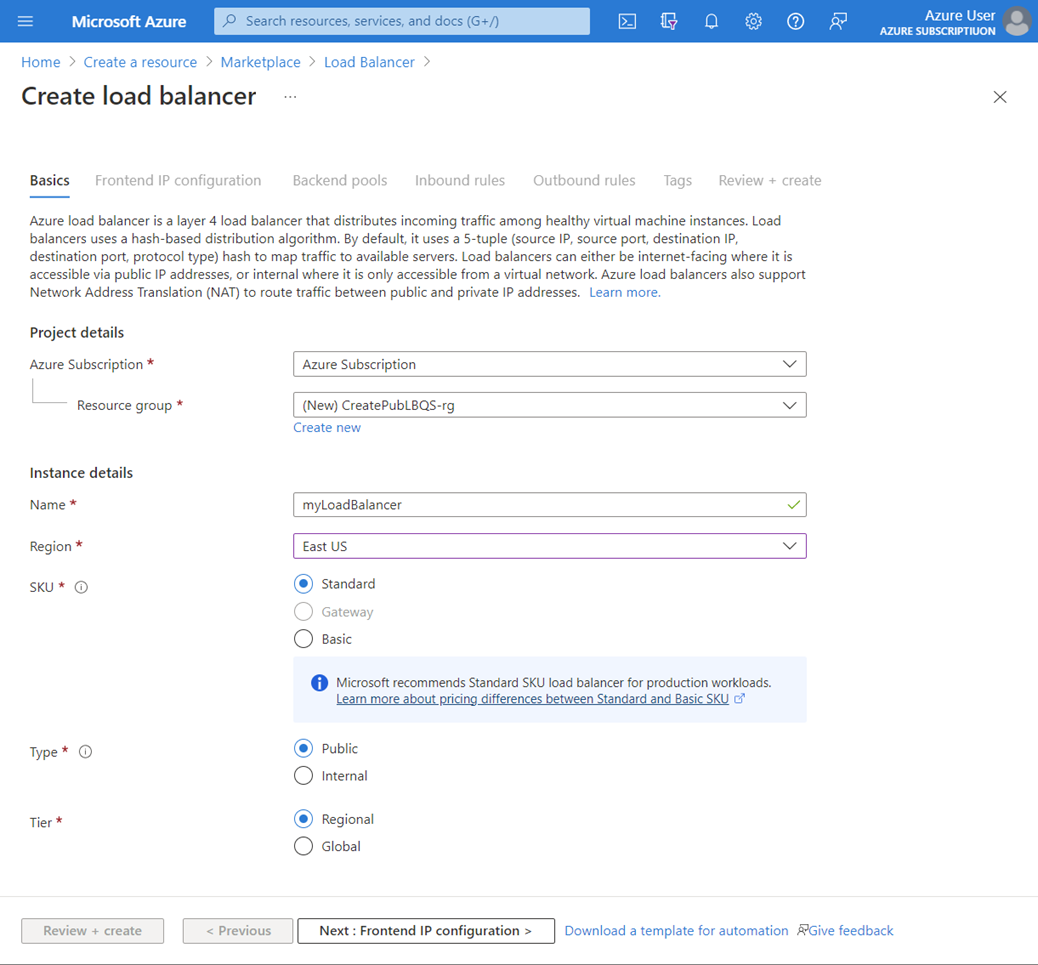 Microsoft Azure
Search resources, services, and docs (G+/)
Azure User
AZURE SUBSCRIPTIUON
Home > Create a resource > Marketplace > Load Balancer >
Create load balancer ...
Basics Frontend IP configuration Backend pools Inbound rules Outbound rules Tags Review + create
Azure load balancer is a layer 4 load balancer that distributes incoming traffic among healthy virtual machine instances. Load
balancers uses a hash-based distribution algorithm. By default, it uses a 5-tuple (source IP, source port, destination IP,
destination port, protocol type) hash to map traffic to available servers. Load balancers can either be internet-facing where it is
accessible via public IP addresses, or internal where it is only accessible from a virtual network. Azure load balancers also support
Network Address Translation (NAT) to route traffic between public and private IP addresses. Learn more.
Project details
Azure Subscription * Azure Subscription
Resource group * (New) CreatePubLBQS-rg
Create new
Instance details
Name * myLoadBalancer
Region * East US
SKU * Standard
Gateway
Basic
Microsoft recommends Standard SKU load balancer for production workloads.
Learn more about pricing differences between Standard and Basic SKU
Type * Public
Internal
Tier * Regional
Global
Review + create < Previous Next : Frontend IP configuration > Download a template for automation Give feedback